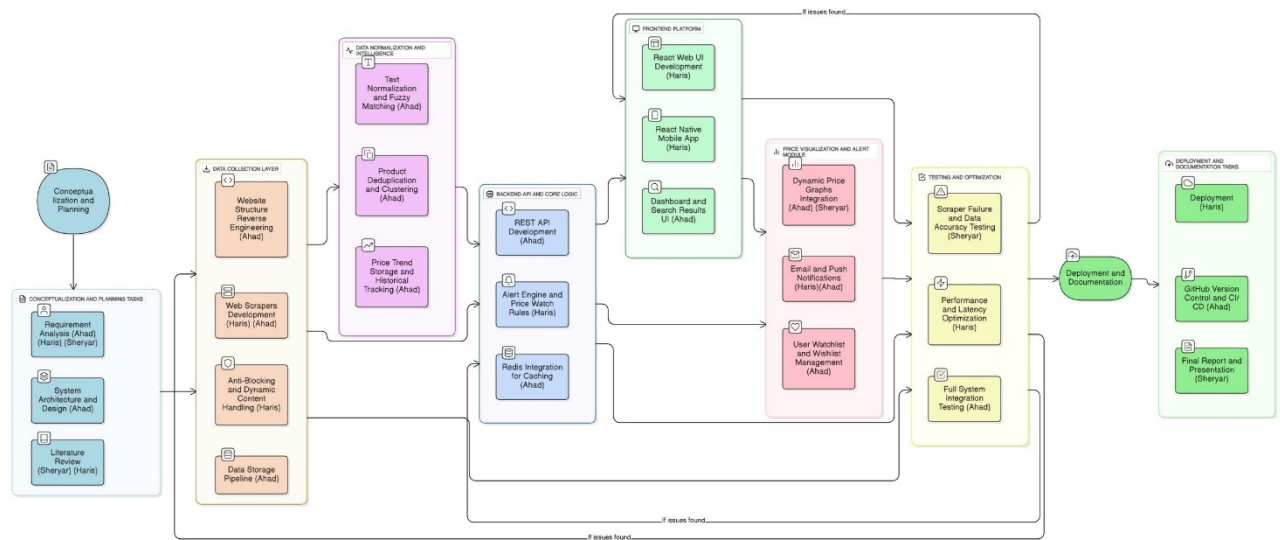 If issues found
Conceptua
lization and
Planning
CONCEPTUALIZATION AND PLANNING TASKS
Requirement
Analysis (Ahad)
(Haris) (Sheryar)
System
Architecture and
Design (Ahad)
Literature
Review
(Sheryar) (Haris)
DATA COLLECTION LAYER
Website
Structure
Reverse
Engineering
(Ahad)
Web Scrapers
Development
(Haris) (Ahad)
Anti-Blocking
and Dynamic
Content
Handling (Haris)
Data Storage
Pipeline (Ahad)
DATA NORMALIZATION AND
INTELLIGENCE
Text
Normalization
and Fuzzy
Matching (Ahad)
Product
Deduplication
and Clustering
(Ahad)
Price Trend
Storage and
Historical
Tracking (Ahad)
BACKEND API AND CORE LOGIC
REST API
Development
(Ahad)
Alert Engine and
Price Watch
Rules (Haris)
Redis Integration
for Caching
(Ahad)
FRONTEND PLATFORM
React Web UI
Development
(Haris)
React Native
Mobile App
(Haris)
Dashboard and
Search Results
UI (Ahad)
PRICE VISUALIZATION AND ALERT
MODULE
Dynamic Price
Graphs
Integration
(Ahad) (Sheryar)
Email and Push
Notifications
(Haris)(Ahad)
User Watchlist
and Wishlist
Management
(Ahad)
TESTING AND OPTIMIZATION
Scraper Failure
and Data
Accuracy Testing
(Sheryar)
Performance
and Latency
Optimization
(Haris)
Full System
Integration
Testing (Ahad)
Deployment and
Documentation
DEPLOYMENT AND
DOCUMENTATION TASKS
Deployment
(Haris)
GitHub Version
Control and CI/
CD (Ahad)
Final Report and
Presentation
(Sheryar)
If issues found
If issues found